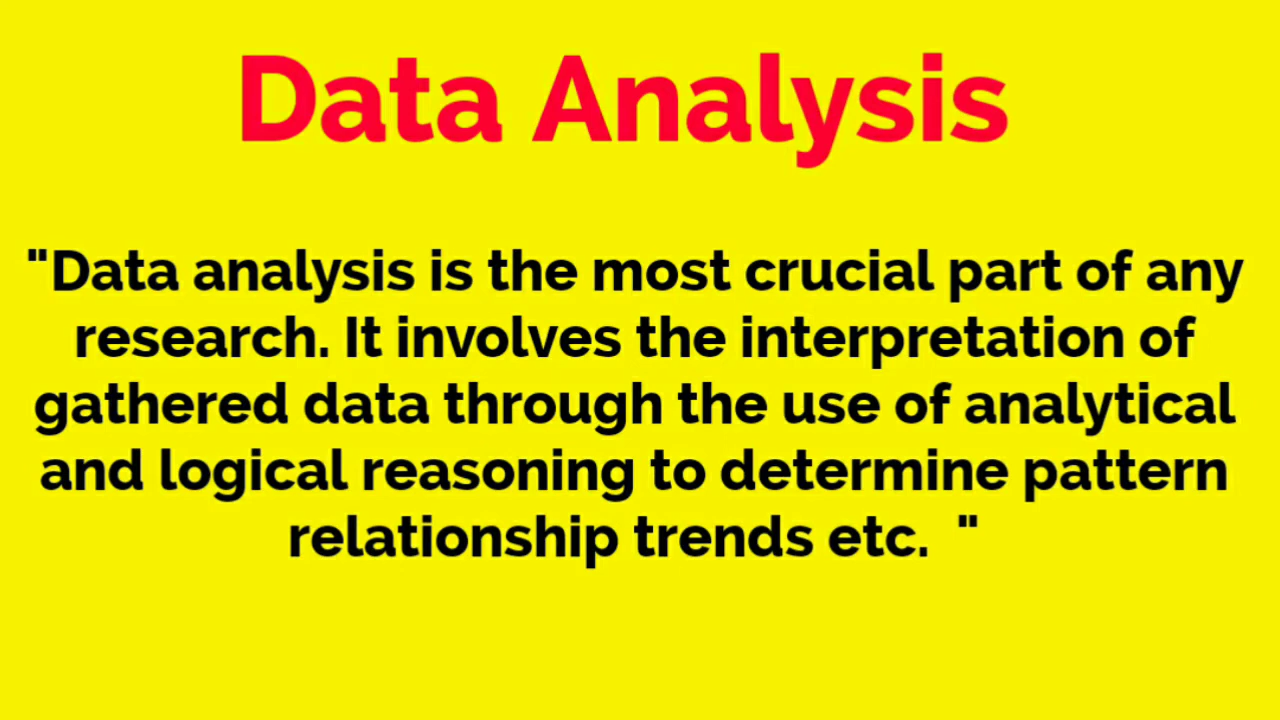 Data Analysis
"Data analysis is the most crucial part of any
research. It involves the interpretation of
gathered data through the use of analytical
and logical reasoning to determine pattern
relationship trends etc.  "